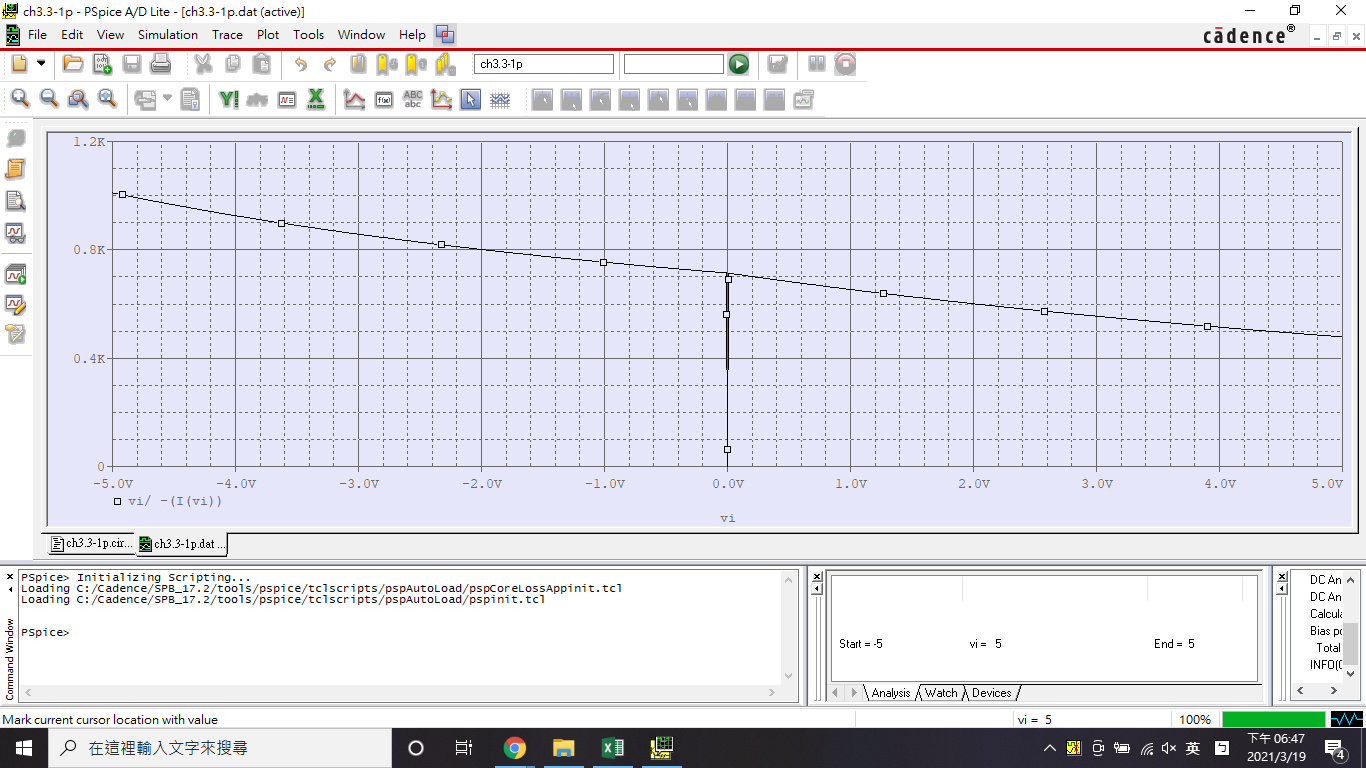 ch3.3-1p - PSpice A/D Lite - [ch3.3-1p.dat (active)]
File Edit View Simulation Trace Plot Tools Window Help
cādence®
ch3.3-1p
ABC
abc
1.2K
0.8K
0.4K
0
-5.0V -4.0V -3.0V -2.0V -1.0V 0.0V 1.0V 2.0V 3.0V 4.0V 5.0V
vi/ -(I(vi))
vi
ch3.3-1p.cir... ch3.3-1p.dat ...
PSpice> Initializing Scripting...
Loading C:/Cadence/SPB_17.2/tools/pspice/tclscripts/pspAutoLoad/pspCoreLossAppinit.tcl
Loading C:/Cadence/SPB_17.2/tools/pspice/tclscripts/pspAutoLoad/pspinit.tcl
PSpice>
Command Window
Start = -5 vi = 5 End = 5
Analysis Watch Devices
DC An
DC An
Calcula
Bias po
Total
INFO(O
Mark current cursor location with value
vi = 5 100%
在這裡輸入文字來搜尋
英
下午 06:47
2021/3/19
4